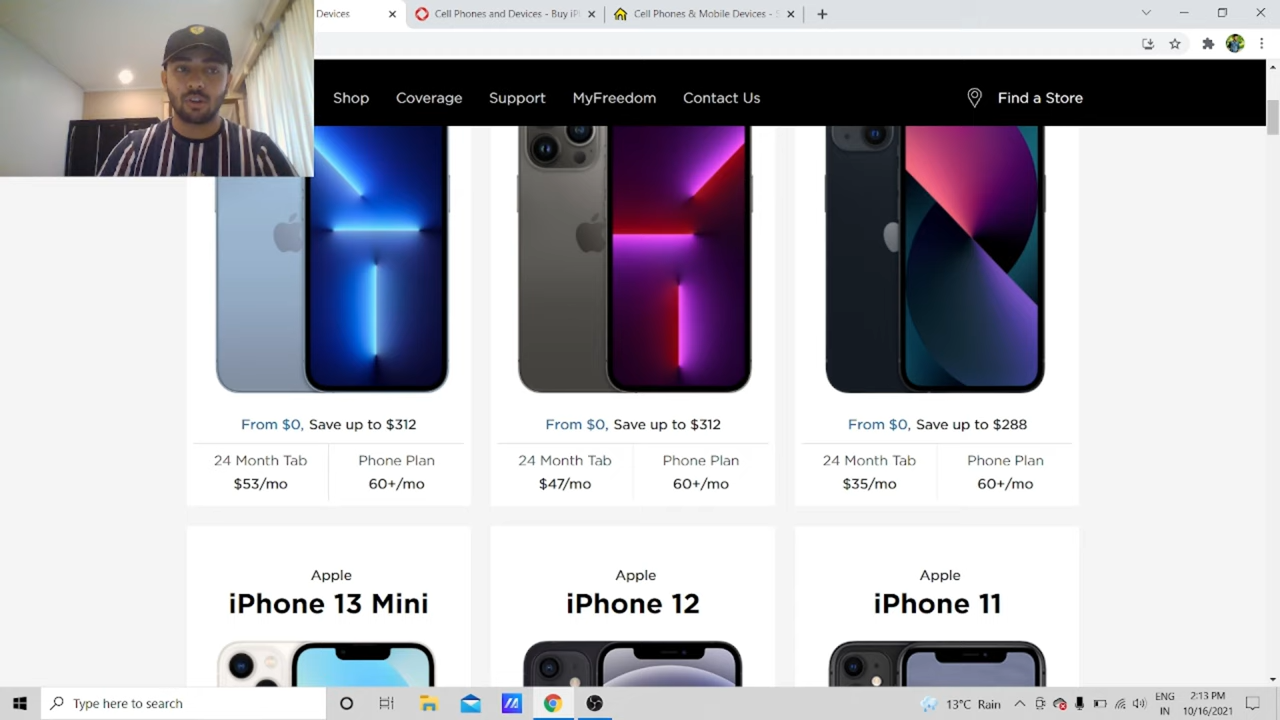 Devices
Cell Phones and Devices - Buy iP
Cell Phones & Mobile Devices -
Shop
Coverage
Support
MyFreedom
Contact Us
Find a Store
From $0, Save up to $312
24 Month Tab
$53/mo
Phone Plan
60+/mo
From $0, Save up to $312
24 Month Tab
$47/mo
Phone Plan
60+/mo
From $0, Save up to $288
24 Month Tab
$35/mo
Phone Plan
60+/mo
Apple
iPhone 13 Mini
Apple
iPhone 12
Apple
iPhone 11
Type here to search
13°C Rain
ENG
IN
2:13 PM
10/16/2021